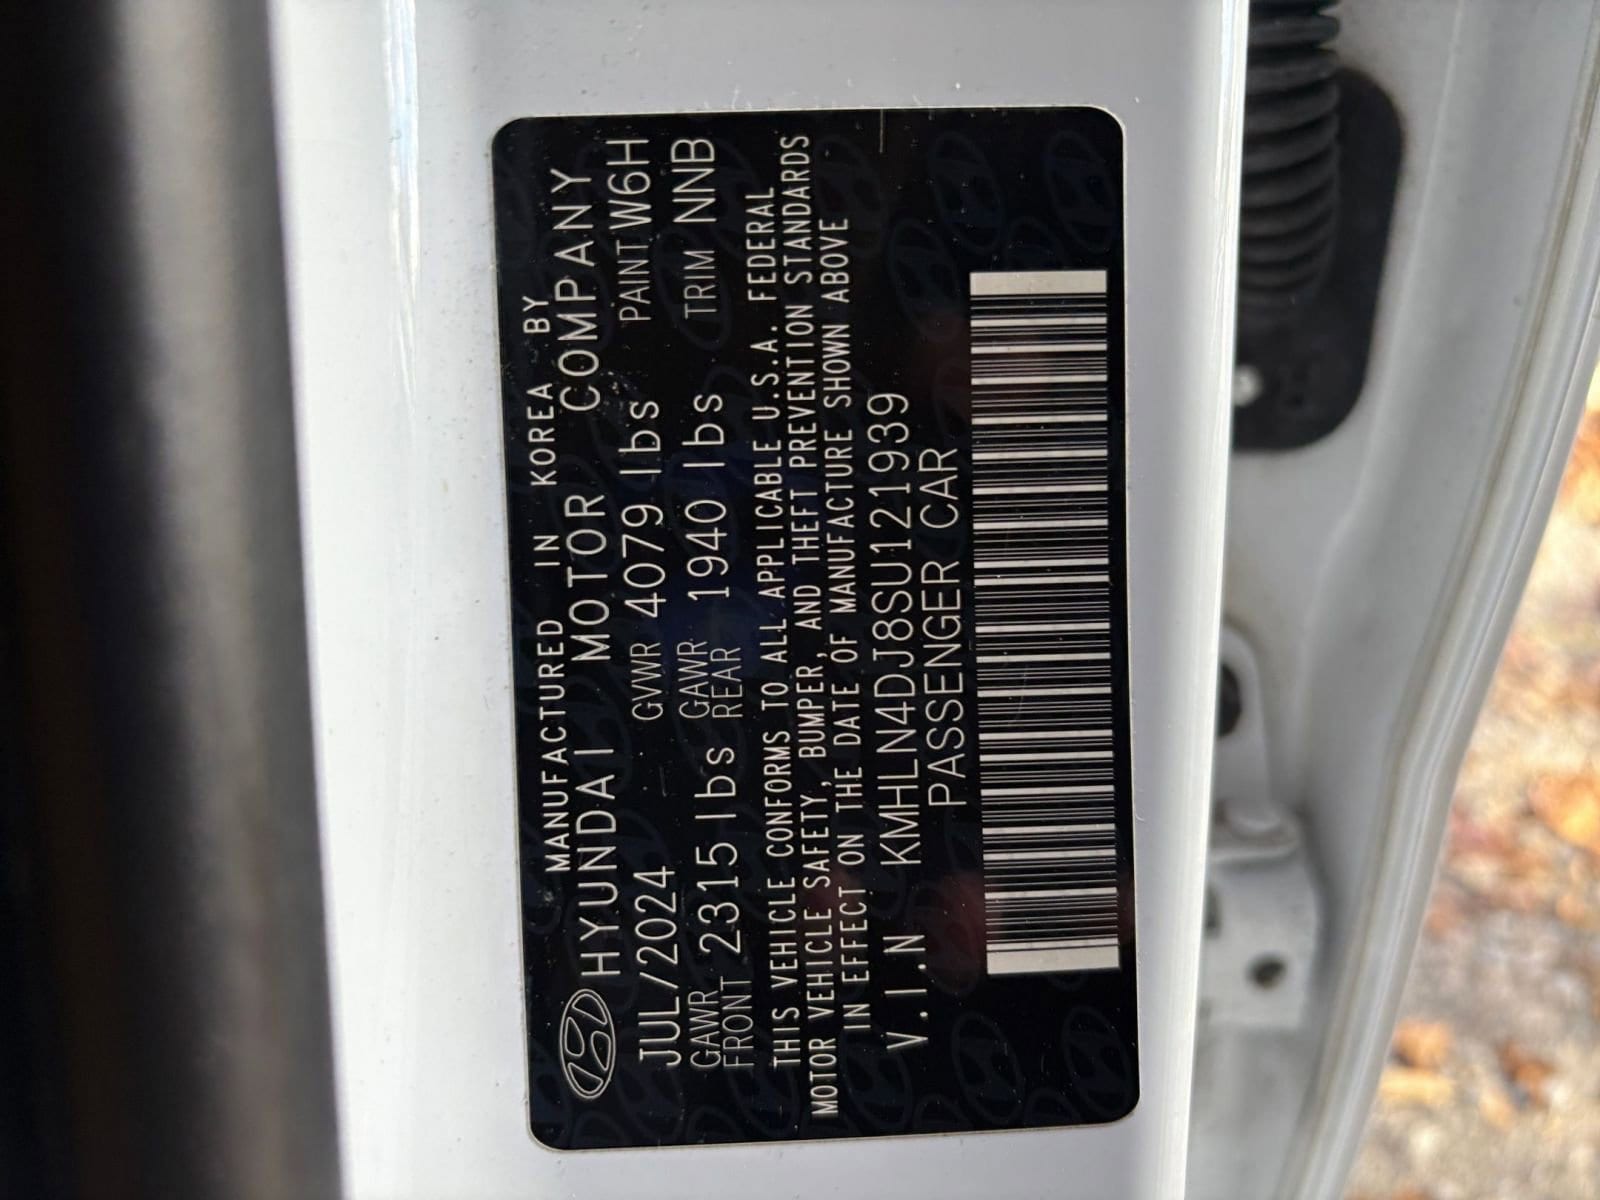 MANUFACTURED IN KOREA BY
HYUNDAI MOTOR COMPANY
JUL/2024 GVWR 4079 lbs PAINT W6H
GAWR FRONT 2315 lbs GAWR REAR 1940 lbs TRIM NNB
THIS VEHICLE CONFORMS TO ALL APPLICABLE U.S.A. FEDERAL
MOTOR VEHICLE SAFETY, BUMPER, AND THEFT PREVENTION STANDARDS
IN EFFECT ON THE DATE OF MANUFACTURE SHOWN ABOVE
V.I.N KMHLN4DJ8SU121939
PASSENGER CAR